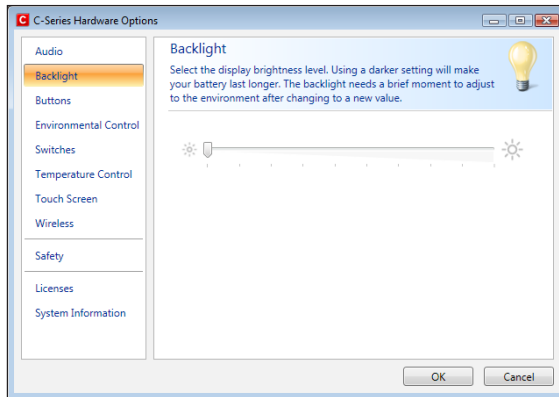 C C-Series Hardware Options
Audio
Backlight
Buttons
Environmental Control
Switches
Temperature Control
Touch Screen
Wireless
Safety
Licenses
System Information
Backlight
Select the display brightness level. Using a darker setting will make
your battery last longer. The backlight needs a brief moment to adjust
to the environment after changing to a new value.
OK
Cancel